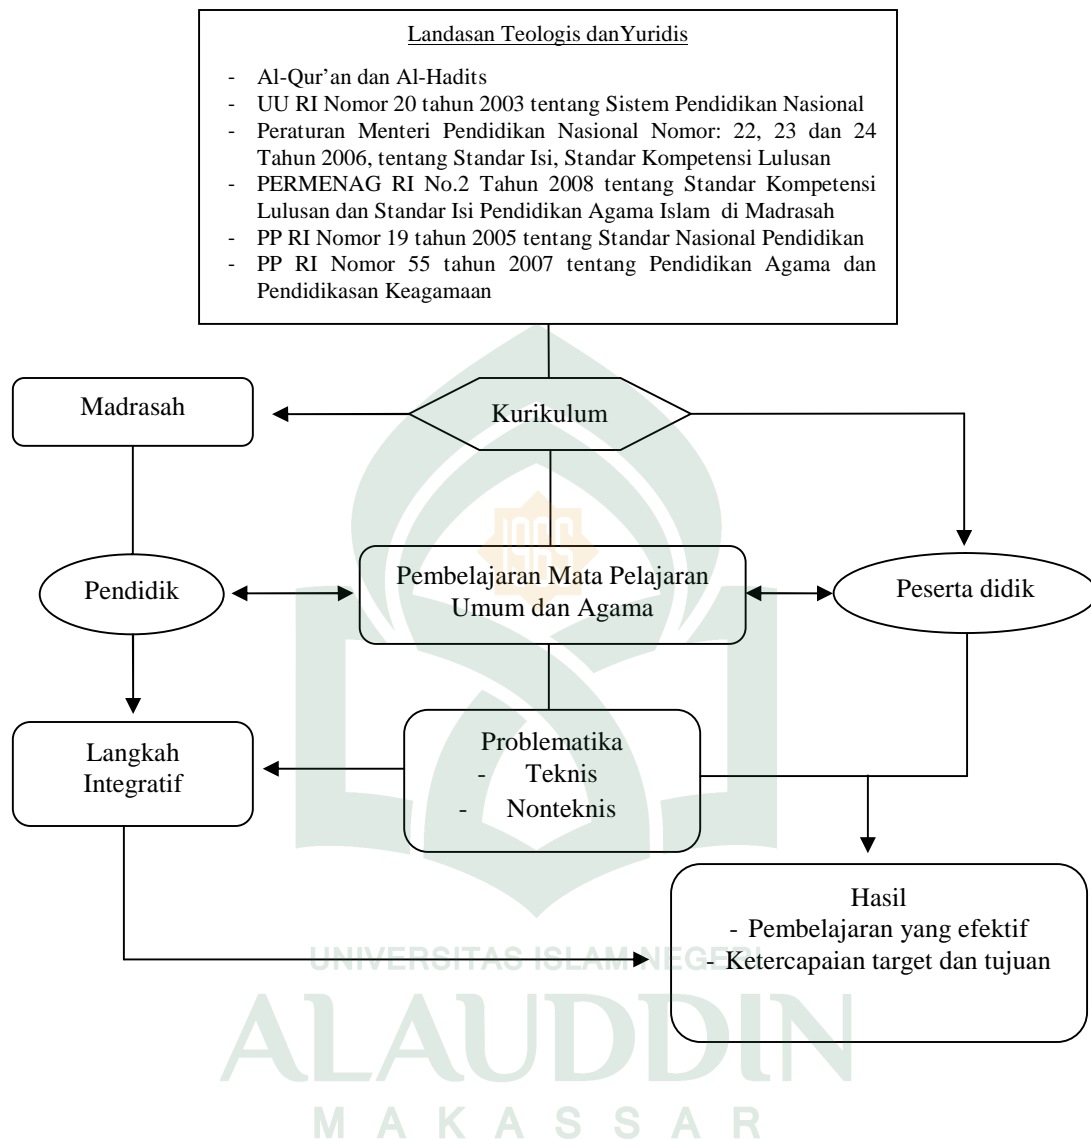 Landasan Teologis danYuridis
- Al-Qur’an dan Al-Hadits
- UU RI Nomor 20 tahun 2003 tentang Sistem Pendidikan Nasional
- Peraturan Menteri Pendidikan Nasional Nomor: 22, 23 dan 24
Tahun 2006, tentang Standar Isi, Standar Kompetensi Lulusan
- PERMENAG RI No.2 Tahun 2008 tentang Standar Kompetensi
Lulusan dan Standar Isi Pendidikan Agama Islam di Madrasah
- PP RI Nomor 19 tahun 2005 tentang Standar Nasional Pendidikan
- PP RI Nomor 55 tahun 2007 tentang Pendidikan Agama dan
Pendidikasan Keagamaan
Madrasah
Kurikulum
1965
Pendidik
Pembelajaran Mata Pelajaran
Umum dan Agama
Peserta didik
Langkah
Integratif
Problematika
- Teknis
- Nonteknis
Hasil
- Pembelajaran yang efektif
- Ketercapaian target dan tujuan
UNIVERSITAS ISLAM NEGERI
ALAUDDIN
MAKASSAR